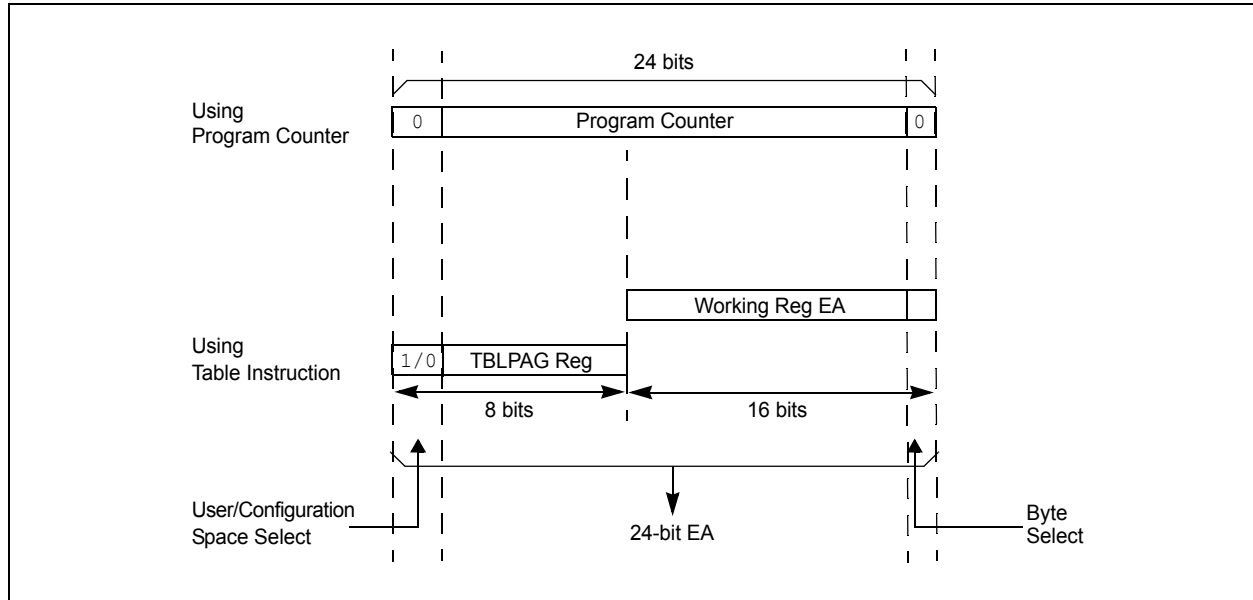 24 bits
Using
Program Counter
0
Program Counter
0
Working Reg EA
Using
Table Instruction
1/0
TBLPAG Reg
8 bits
16 bits
User/Configuration
Space Select
24-bit EA
Byte
Select